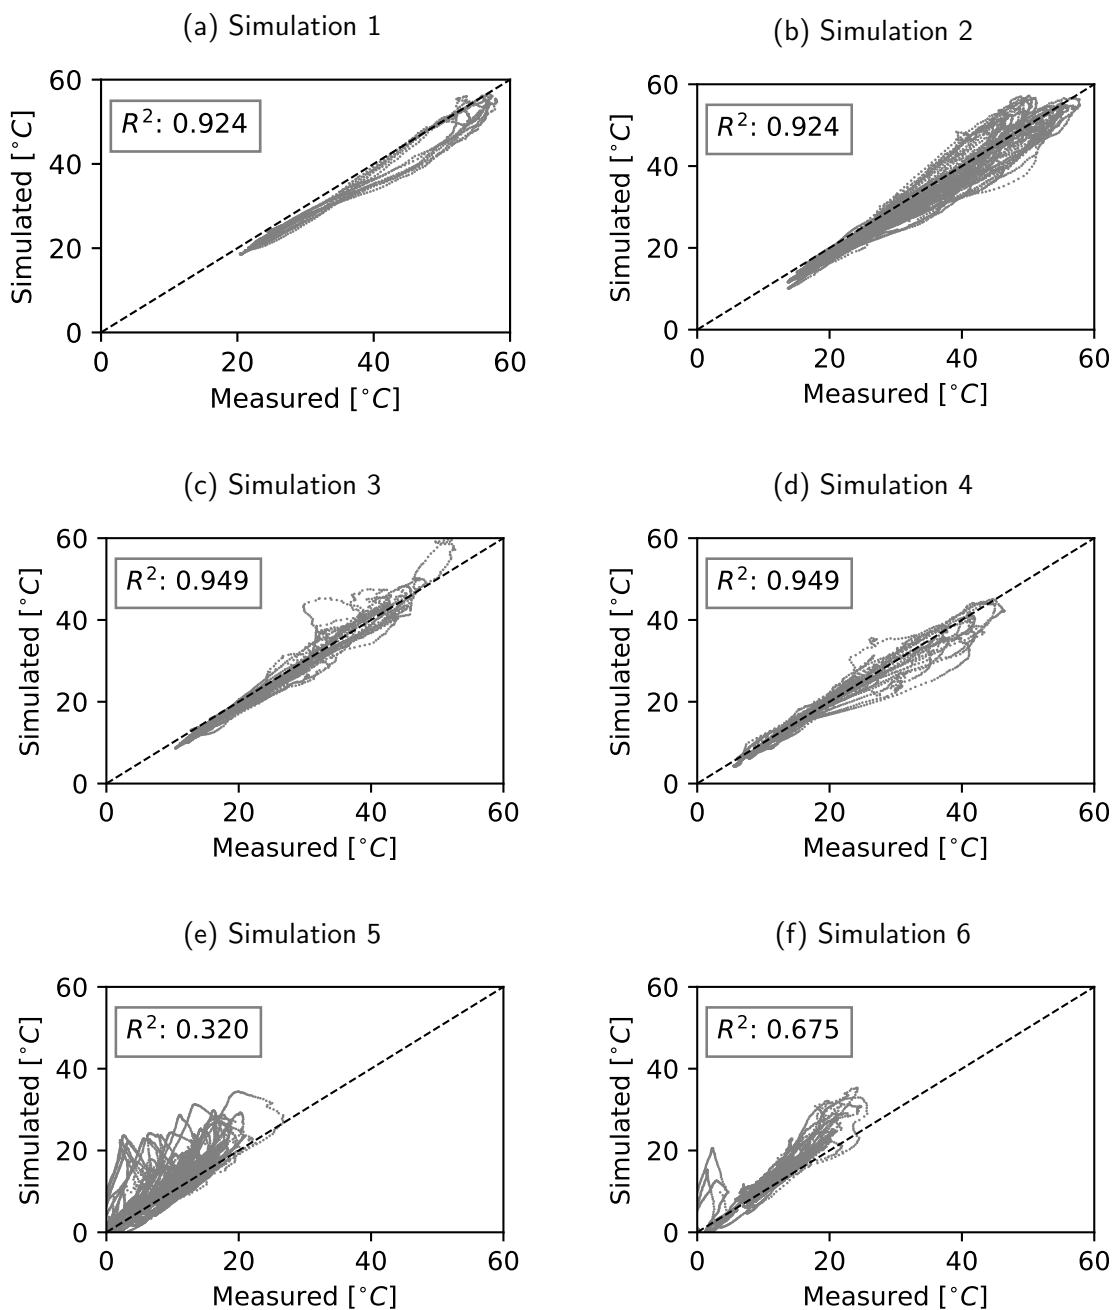 (a) Simulation 1
R²: 0.924
Simulated [°C]
60
40
20
0
0 20 40 60
Measured [°C]
(b) Simulation 2
R²: 0.924
Simulated [°C]
60
40
20
0
0 20 40 60
Measured [°C]
(c) Simulation 3
R²: 0.949
Simulated [°C]
60
40
20
0
0 20 40 60
Measured [°C]
(d) Simulation 4
R²: 0.949
Simulated [°C]
60
40
20
0
0 20 40 60
Measured [°C]
(e) Simulation 5
R²: 0.320
Simulated [°C]
60
40
20
0
0 20 40 60
Measured [°C]
(f) Simulation 6
R²: 0.675
Simulated [°C]
60
40
20
0
0 20 40 60
Measured [°C]